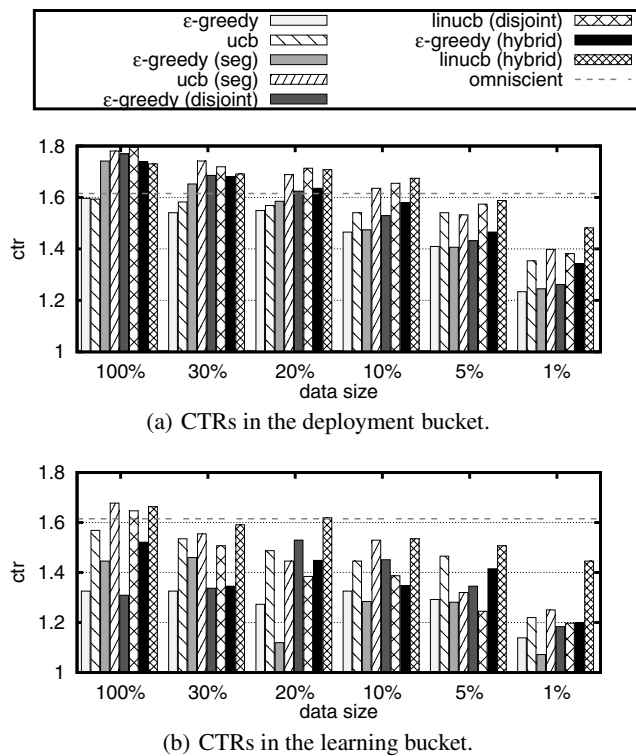 ε-greedy
ucb
ε-greedy (seg)
ucb (seg)
ε-greedy (disjoint)
linucb (disjoint)
ε-greedy (hybrid)
linucb (hybrid)
omniscient
1.8
1.6
1.4
1.2
1
ctr
100% 30% 20% 10% 5% 1%
data size
(a) CTRs in the deployment bucket.
1.8
1.6
1.4
1.2
1
ctr
100% 30% 20% 10% 5% 1%
data size
(b) CTRs in the learning bucket.